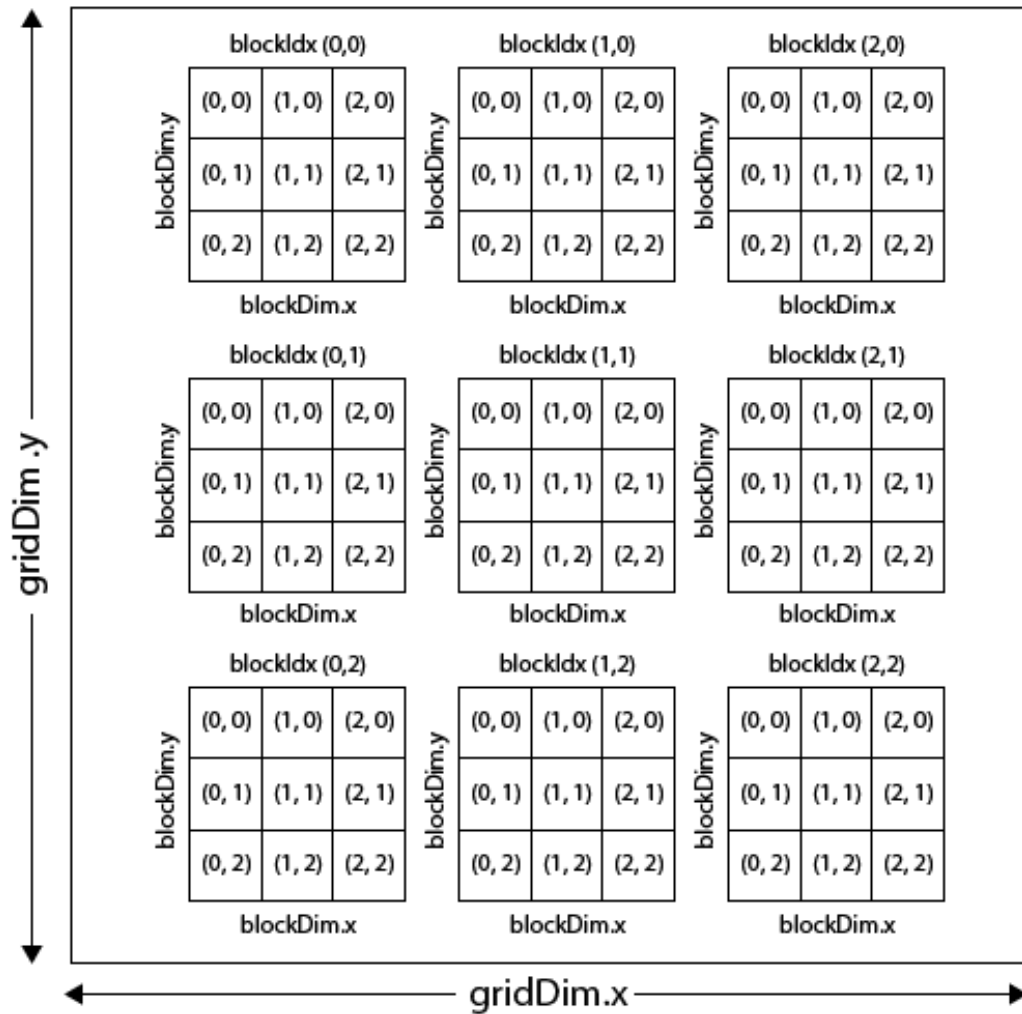 blockIdx (0,0) blockIdx (1,0) blockIdx (2,0)
blockDim.y (0, 0) (1, 0) (2, 0) blockDim.y (0, 0) (1, 0) (2, 0) blockDim.y (0, 0) (1, 0) (2, 0)
(0, 1) (1, 1) (2, 1) (0, 1) (1, 1) (2, 1) (0, 1) (1, 1) (2, 1)
(0, 2) (1, 2) (2, 2) (0, 2) (1, 2) (2, 2) (0, 2) (1, 2) (2, 2)
blockDim.x blockDim.x blockDim.x
blockIdx (0,1) blockIdx (1,1) blockIdx (2,1)
gridDim .y
blockDim.y (0, 0) (1, 0) (2, 0) blockDim.y (0, 0) (1, 0) (2, 0) blockDim.y (0, 0) (1, 0) (2, 0)
(0, 1) (1, 1) (2, 1) (0, 1) (1, 1) (2, 1) (0, 1) (1, 1) (2, 1)
(0, 2) (1, 2) (2, 2) (0, 2) (1, 2) (2, 2) (0, 2) (1, 2) (2, 2)
blockDim.x blockDim.x blockDim.x
blockIdx (0,2) blockIdx (1,2) blockIdx (2,2)
blockDim.y (0, 0) (1, 0) (2, 0) blockDim.y (0, 0) (1, 0) (2, 0) blockDim.y (0, 0) (1, 0) (2, 0)
(0, 1) (1, 1) (2, 1) (0, 1) (1, 1) (2, 1) (0, 1) (1, 1) (2, 1)
(0, 2) (1, 2) (2, 2) (0, 2) (1, 2) (2, 2) (0, 2) (1, 2) (2, 2)
blockDim.x blockDim.x blockDim.x
gridDim.x